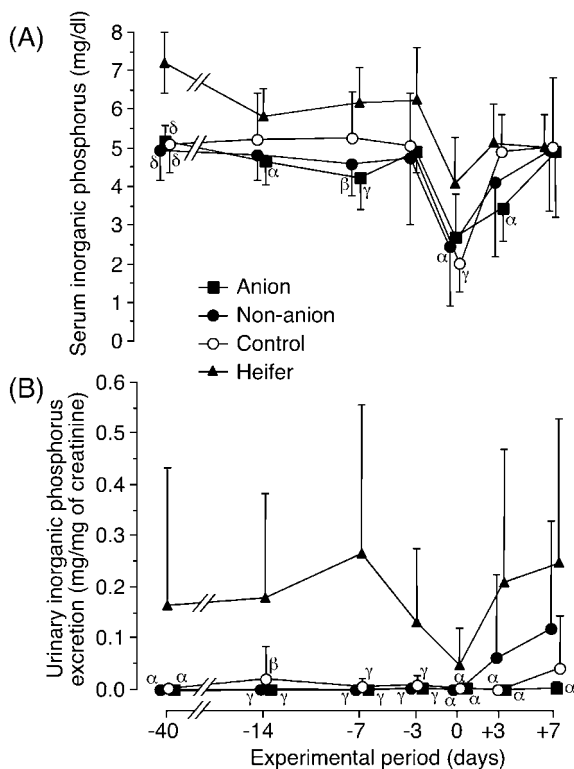 (A)
Serum inorganic phosphorus (mg/dl)
8
7
6
5
4
3
2
1
0
δ
δ
δ
α
β
γ
α
γ
α
Anion
Non-anion
Control
Heifer
(B)
Urinary inorganic phosphorus
excretion (mg/mg of creatinine)
0.6
0.5
0.4
0.3
0.2
0.1
0.0
α α β γ γ α α
γ γ γ γ γ γ γ γ α α α α
-40 -14 -7 -3 0 +3 +7
Experimental period (days)